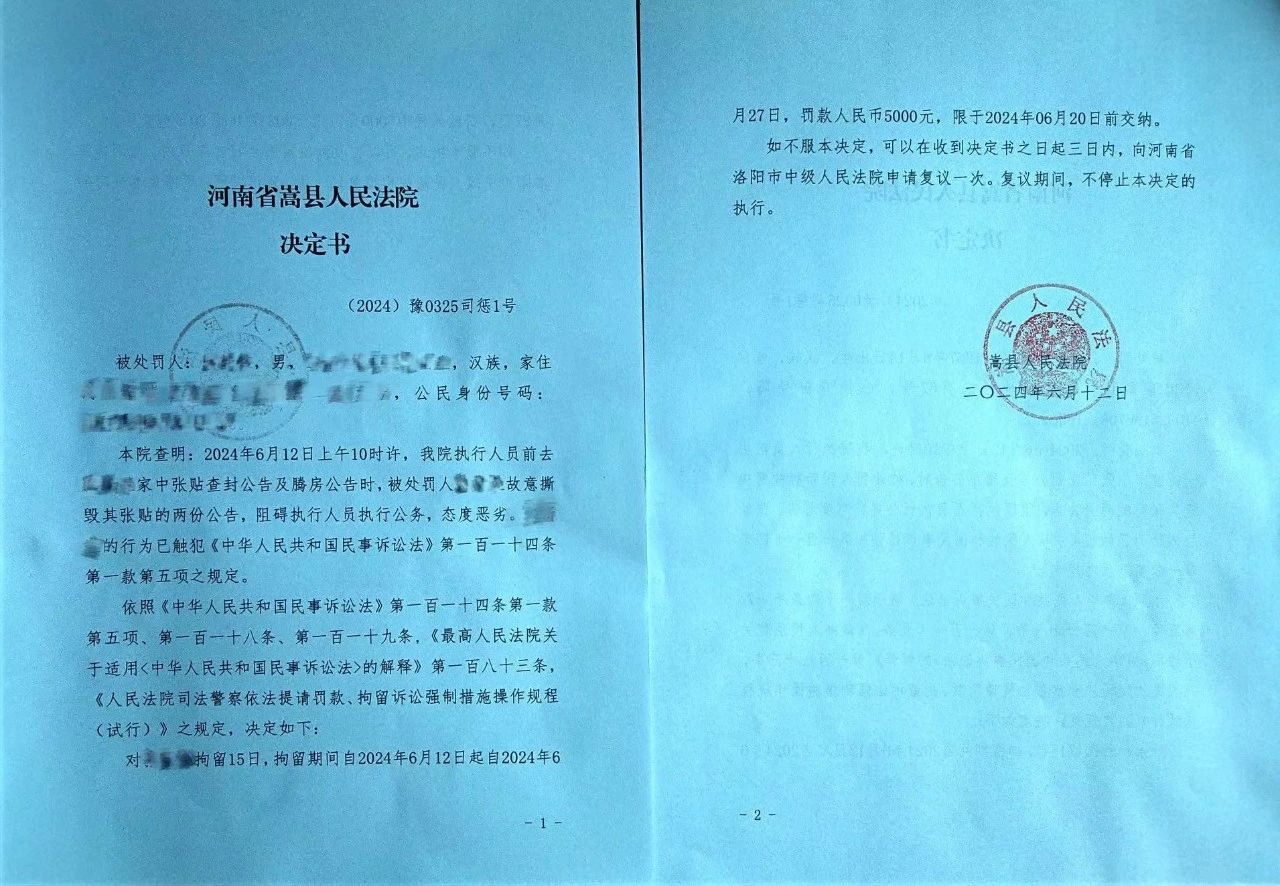 河南省嵩县人民法院
决定书
（2024）豫0325司惩1号
被处罚人：，男、，汉族，家住
，公民身份号码：
本院查明：2024年6月12日上午10时许，我院执行人员前去
家中张贴查封公告及腾房公告时，被处罚人故意撕
毁其张贴的两份公告，阻碍执行人员执行公务，态度恶劣。
的行为已触犯《中华人民共和国民事诉讼法》第一百一十四条
第一款第五项之规定。
依照《中华人民共和国民事诉讼法》第一百一十四条第一款
第五项、第一百一十八条、第一百一十九条，《最高人民法院关
于适用<中华人民共和国民事诉讼法>的解释》第一百八十三条，
《人民法院司法警察依法提请罚款、拘留诉讼强制措施操作规程
（试行）》之规定，决定如下：
对拘留15日，拘留期间自2024年6月12日起自2024年6
- 1 -
月27日，罚款人民币5000元，限于2024年06月20日前交纳。
如不服本决定，可以在收到决定书之日起三日内，向河南省
洛阳市中级人民法院申请复议一次。复议期间，不停止本决定的
执行。
县人民法
嵩县人民法院
二〇二四年六月十二日
- 2 -